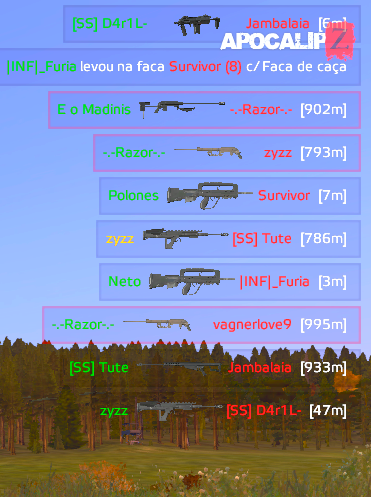 [SS] D4r1L- Jambalaia [6m]
APOCALIPZ
|INF|_Furia levou na faca Survivor (8) c/ Faca de caça
E o Madinis -.-Razor-.- [902m]
-.-Razor-.- zyzz [793m]
Polones Survivor [7m]
zyzz [SS] Tute [786m]
Neto |INF|_Furia [3m]
-.-Razor-.- vagnerlove9 [995m]
[SS] Tute Jambalaia [933m]
zyzz [SS] D4r1L- [47m]